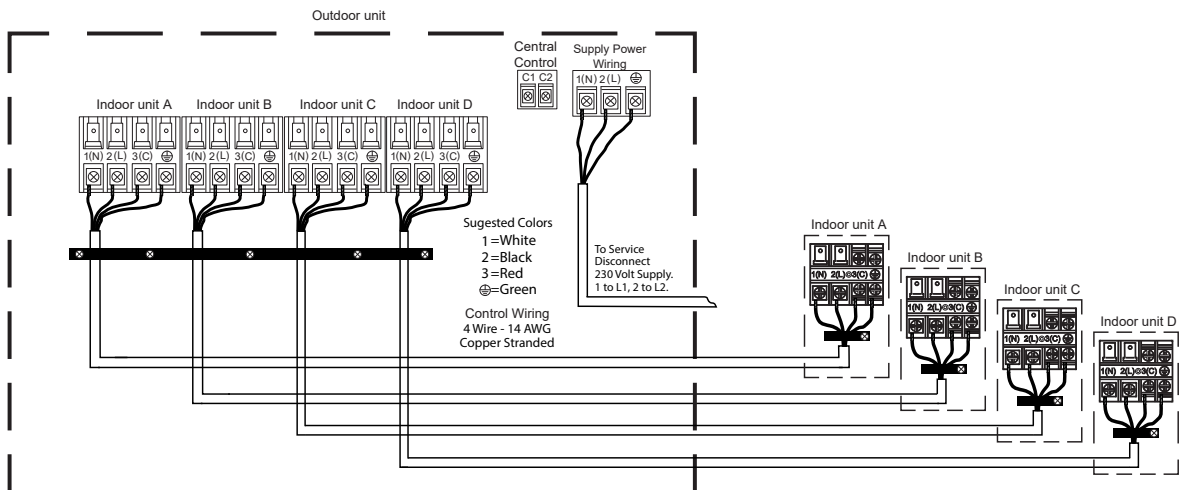 Outdoor unit
Central
Control
C1 C2
Supply Power
Wiring
1(N) 2(L) ⏚
Indoor unit A
Indoor unit B
Indoor unit C
Indoor unit D
1(N) 2(L) 3(C) ⏚
1(N) 2(L) 3(C) ⏚
1(N) 2(L) 3(C) ⏚
1(N) 2(L) 3(C) ⏚
Sugested Colors
1=White
2=Black
3=Red
⏚=Green
Control Wiring
4 Wire - 14 AWG
Copper Stranded
To Service
Disconnect
230 Volt Supply.
1 to L1, 2 to L2.
Indoor unit A
1(N) 2(L) 3(C) ⏚
Indoor unit B
1(N) 2(L) 3(C) ⏚
Indoor unit C
1(N) 2(L) 3(C) ⏚
Indoor unit D
1(N) 2(L) 3(C) ⏚